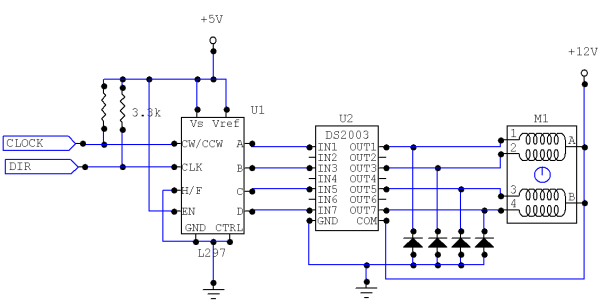 +5V
+12V
U1
U2
M1
3.3k
Vs Vref
DS2003
CLOCK
DIR
CW/CCW A
CLK B
H/F C
EN D
GND CTRL
L297
IN1 OUT1
IN2 OUT2
IN3 OUT3
IN4 OUT4
IN5 OUT5
IN6 OUT6
IN7 OUT7
GND COM
1
2
A
3
4
B